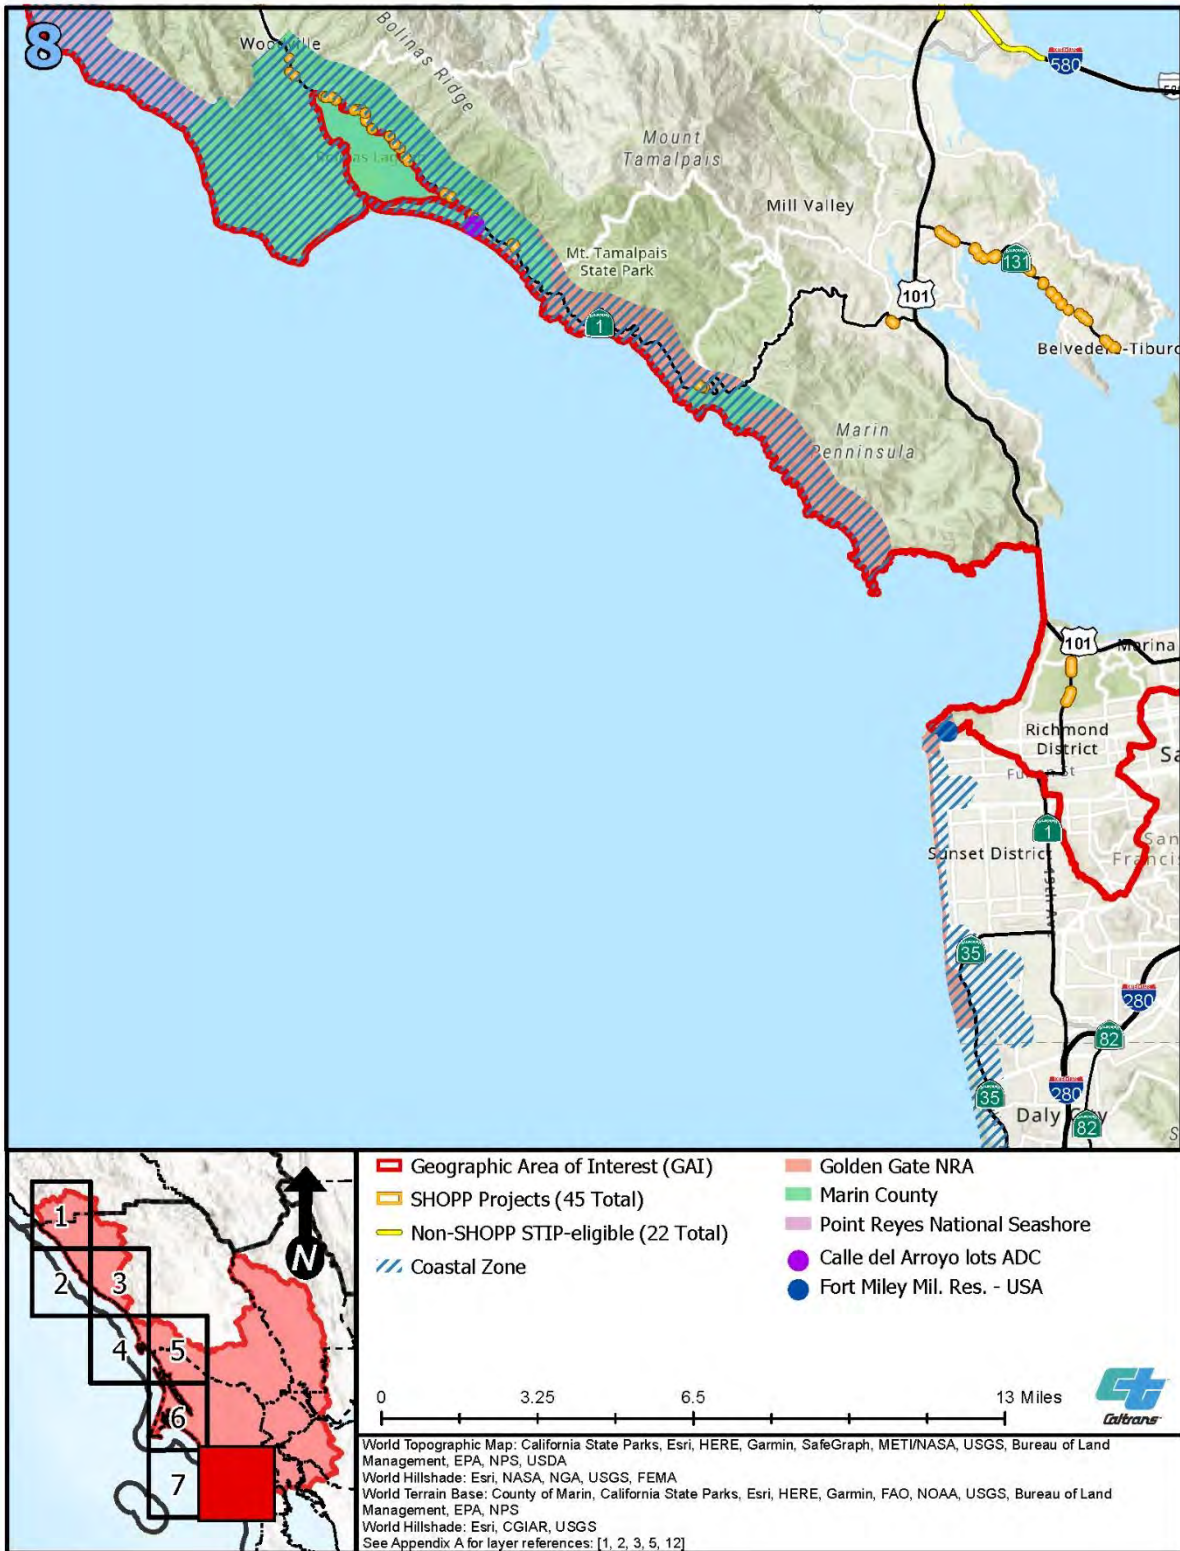 8
Bolinas Ridge
580
Mount
Tamalpais
Mill Valley
Mt. Tamalpais
State Park
131
101
1
Marin
Penninsula
101
Marina
Richmond
District
1
Sunset District
35
280
82
280
35
Daly City
82
1
2
3
4
5
6
7
N
Geographic Area of Interest (GAI)
SHOPP Projects (45 Total)
Non-SHOPP STIP-eligible (22 Total)
Coastal Zone
Golden Gate NRA
Marin County
Point Reyes National Seashore
Calle del Arroyo lots ADC
Fort Miley Mil. Res. - USA
0 3.25 6.5 13 Miles
Caltrans
World Topographic Map: California State Parks, Esri, HERE, Garmin, SafeGraph, METI/NASA, USGS, Bureau of Land
Management, EPA, NPS, USDA
World Hillshade: Esri, NASA, NGA, USGS, FEMA
World Terrain Base: County of Marin, California State Parks, Esri, HERE, Garmin, FAO, NOAA, USGS, Bureau of Land
Management, EPA, NPS
World Hillshade: Esri, CGIAR, USGS
See Appendix A for layer references: [1, 2, 3, 5, 12]